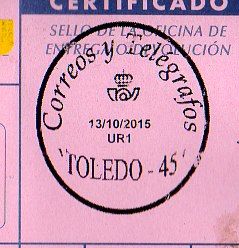 CERTIFICADO
SELLO DE LA OFICINA DE
ENTREGA O DEVOLUCIÓN
Correos y Telégrafos
13/10/2015
UR1
"TOLEDO - 45"